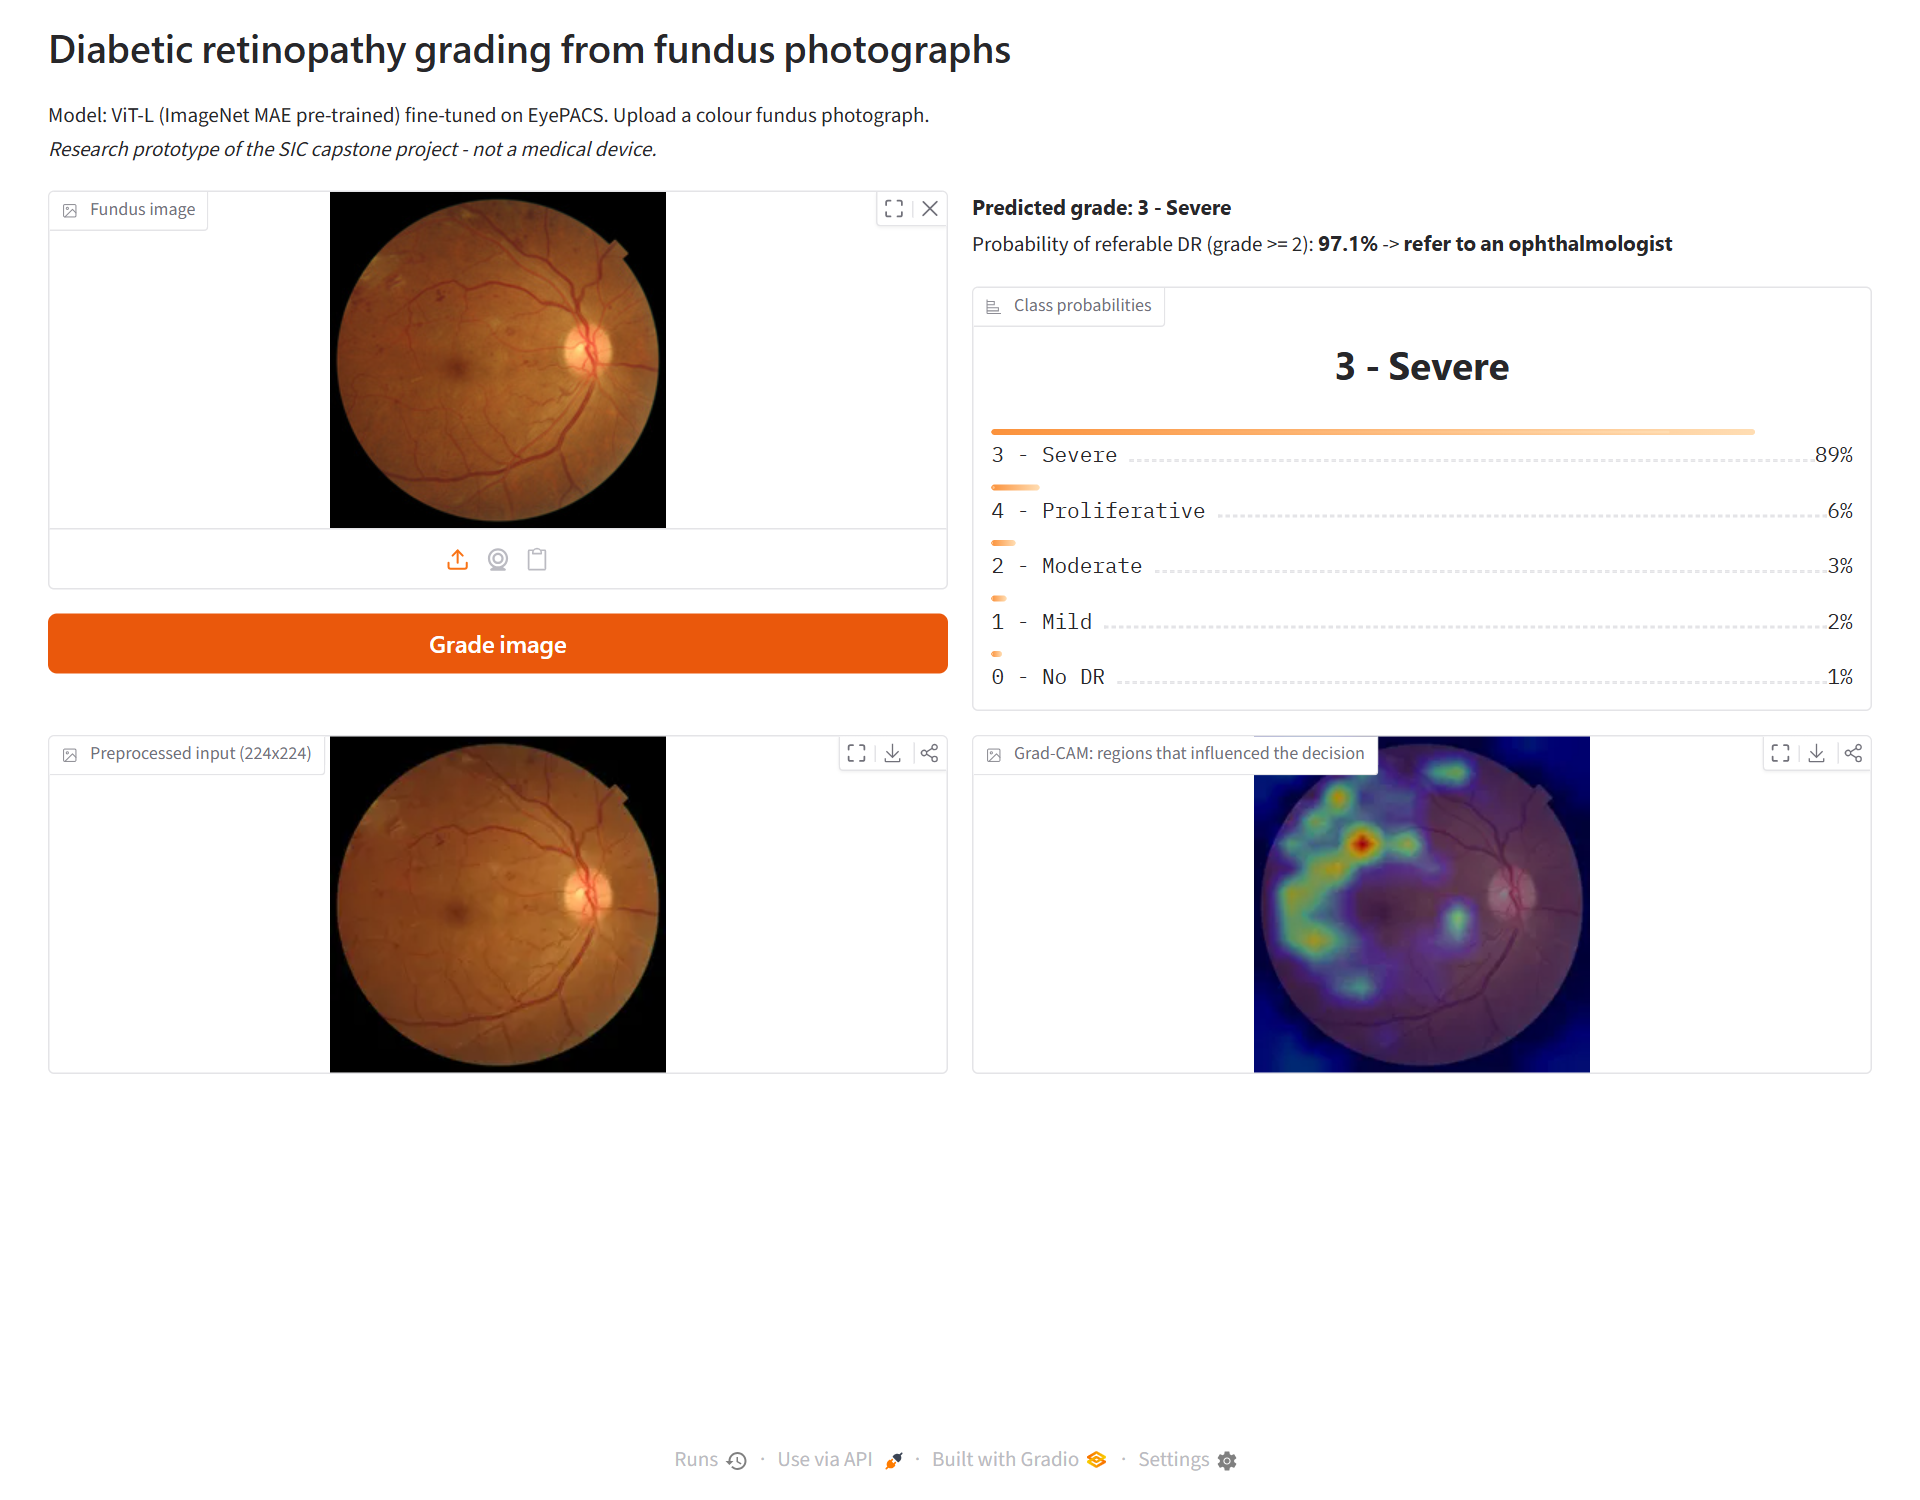 Diabetic retinopathy grading from fundus photographs
Model: ViT-L (ImageNet MAE pre-trained) fine-tuned on EyePACS. Upload a colour fundus photograph.
Research prototype of the SIC capstone project - not a medical device.
Fundus image
Grade image
Predicted grade: 3 - Severe
Probability of referable DR (grade >= 2): 97.1% -> refer to an ophthalmologist
Class probabilities
3 - Severe
3 - Severe 89%
4 - Proliferative 6%
2 - Moderate 3%
1 - Mild 2%
0 - No DR 1%
Preprocessed input (224x224)
Grad-CAM: regions that influenced the decision
Runs · Use via API · Built with Gradio · Settings